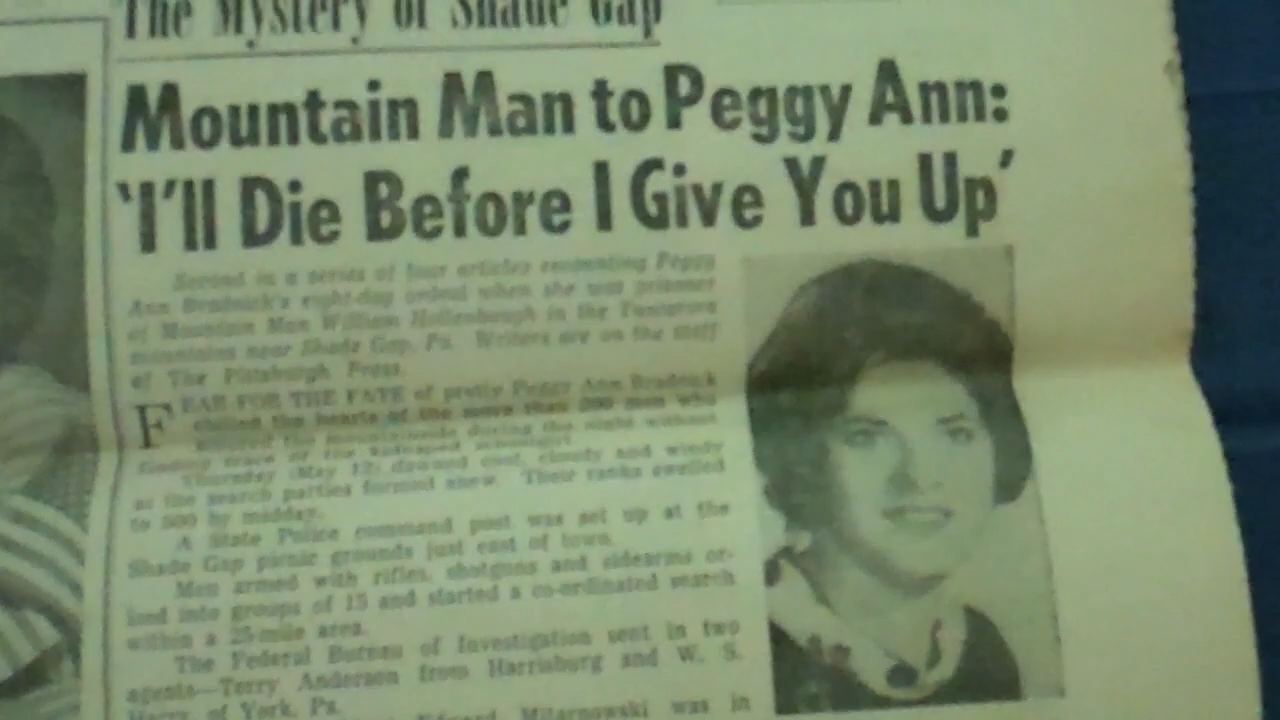 The Mystery of Shade Gap
Mountain Man to Peggy Ann:
'I'll Die Before I Give You Up'
Second in a series of four articles recounting Peggy
Ann Bradnick's eight-day ordeal when she was prisoner
of Mountain Man William Hollenbaugh in the Tuscarora
mountains near Shade Gap, Pa. Writers are on the staff
of The Pittsburgh Press.
FEAR FOR THE FATE of pretty Peggy Ann Bradnick
chilled the hearts of the more than 200 men who
the mountainside during the night without
finding trace of the kidnaped schoolgirl.
Thursday (May 12) dawned cool, cloudy and windy
as the search parties formed anew. Their ranks swelled
to 500 by midday.
A State Police command post was set up at the
Shade Gap picnic grounds just east of town.
Men armed with rifles, shotguns and sidearms or-
into groups of 15 and started a co-ordinated search
within a 25-mile area.
The Federal Bureau of Investigation sent in two
agents—Terry Anderson from Harrisburg and W. S.
of York, Pa.
was in